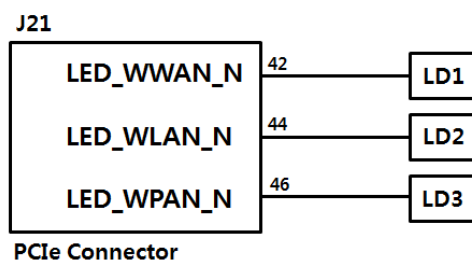 J21
LED_WWAN_N 42 LD1
LED_WLAN_N 44 LD2
LED_WPAN_N 46 LD3
PCIe Connector